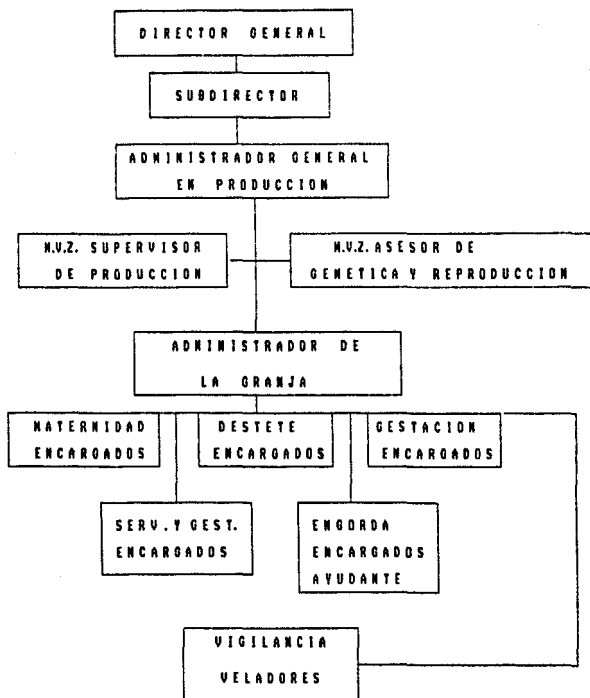 DIRECTOR GENERAL
SUBDIRECTOR
ADMINISTRADOR GENERAL
EN PRODUCCION
M.V.Z. SUPERVISOR
DE PRODUCCION
M.V.Z. ASESOR DE
GENETICA Y REPRODUCCION
ADMINISTRADOR DE
LA GRANJA
MATERNIDAD
ENCARGADOS
DESTETE
ENCARGADOS
GESTACION
ENCARGADOS
SERV. Y GEST.
ENCARGADOS
ENGORDA
ENCARGADOS
AYUDANTE
VIGILANCIA
VELADORES